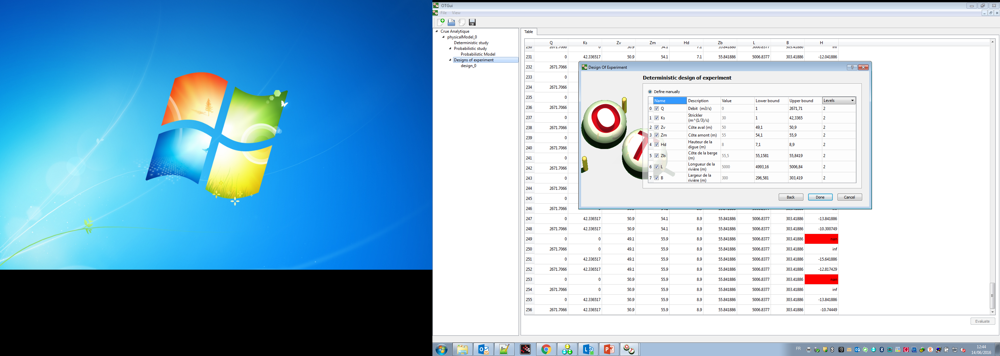 OTGui
File View
Crue Analytique
physicalModel_0
Deterministic study
Probabilistic study
Probabilistic Model
Designs of experiment
design_0
Table
Q Ks Zv Zm Hd Zb L B H
230 2671.7066 0 50.9 54.1 7.1 55.841886 5006.8377 303.41886 inf
231 0 42.336517 50.9 54.1 7.1 55.841886 5006.8377 303.41886 -12.041886
232 2671.7066
233 0
234 2671.7066
235 0
236 2671.7066
237 0
238 2671.7066
239 0
240 2671.7066
241 0
242 2671.7066
243 0
244 2671.7066
245 0
246 2671.7066
247 0 42.336517 50.9 54.1 8.9 55.841886 5006.8377 303.41886 -13.841886
248 2671.7066 42.336517 50.9 54.1 8.9 55.841886 5006.8377 303.41886 -10.300749
249 0 0 49.1 55.9 8.9 55.841886 5006.8377 303.41886 nan
250 2671.7066 0 49.1 55.9 8.9 55.841886 5006.8377 303.41886 inf
251 0 42.336517 49.1 55.9 8.9 55.841886 5006.8377 303.41886 -15.641886
252 2671.7066 42.336517 49.1 55.9 8.9 55.841886 5006.8377 303.41886 -12.817429
253 0 0 50.9 55.9 8.9 55.841886 5006.8377 303.41886 nan
254 2671.7066 0 50.9 55.9 8.9 55.841886 5006.8377 303.41886 inf
255 0 42.336517 50.9 55.9 8.9 55.841886 5006.8377 303.41886 -13.841886
256 2671.7066 42.336517 50.9 55.9 8.9 55.841886 5006.8377 303.41886 -10.74449
Evaluate
Design Of Experiment
Deterministic design of experiment
Define manually
Name Description Value Lower bound Upper bound Levels
0 Q Débit (m3/s) 0 1 2671,71 2
1 Ks Strickler (m^(1/3)/s) 30 1 42,3365 2
2 Zv Côte aval (m) 50 49,1 50,9 2
3 Zm Côte amont (m) 55 54,1 55,9 2
4 Hd Hauteur de la digue (m) 8 7,1 8,9 2
5 Zb Côte de la berge (m) 55,5 55,1581 55,8419 2
6 L Longueur de la rivière (m) 5000 4993,16 5006,84 2
7 B Largeur de la rivière (m) 300 296,581 303,419 2
Back Done Cancel
O
T
FR
12:44
14/06/2016